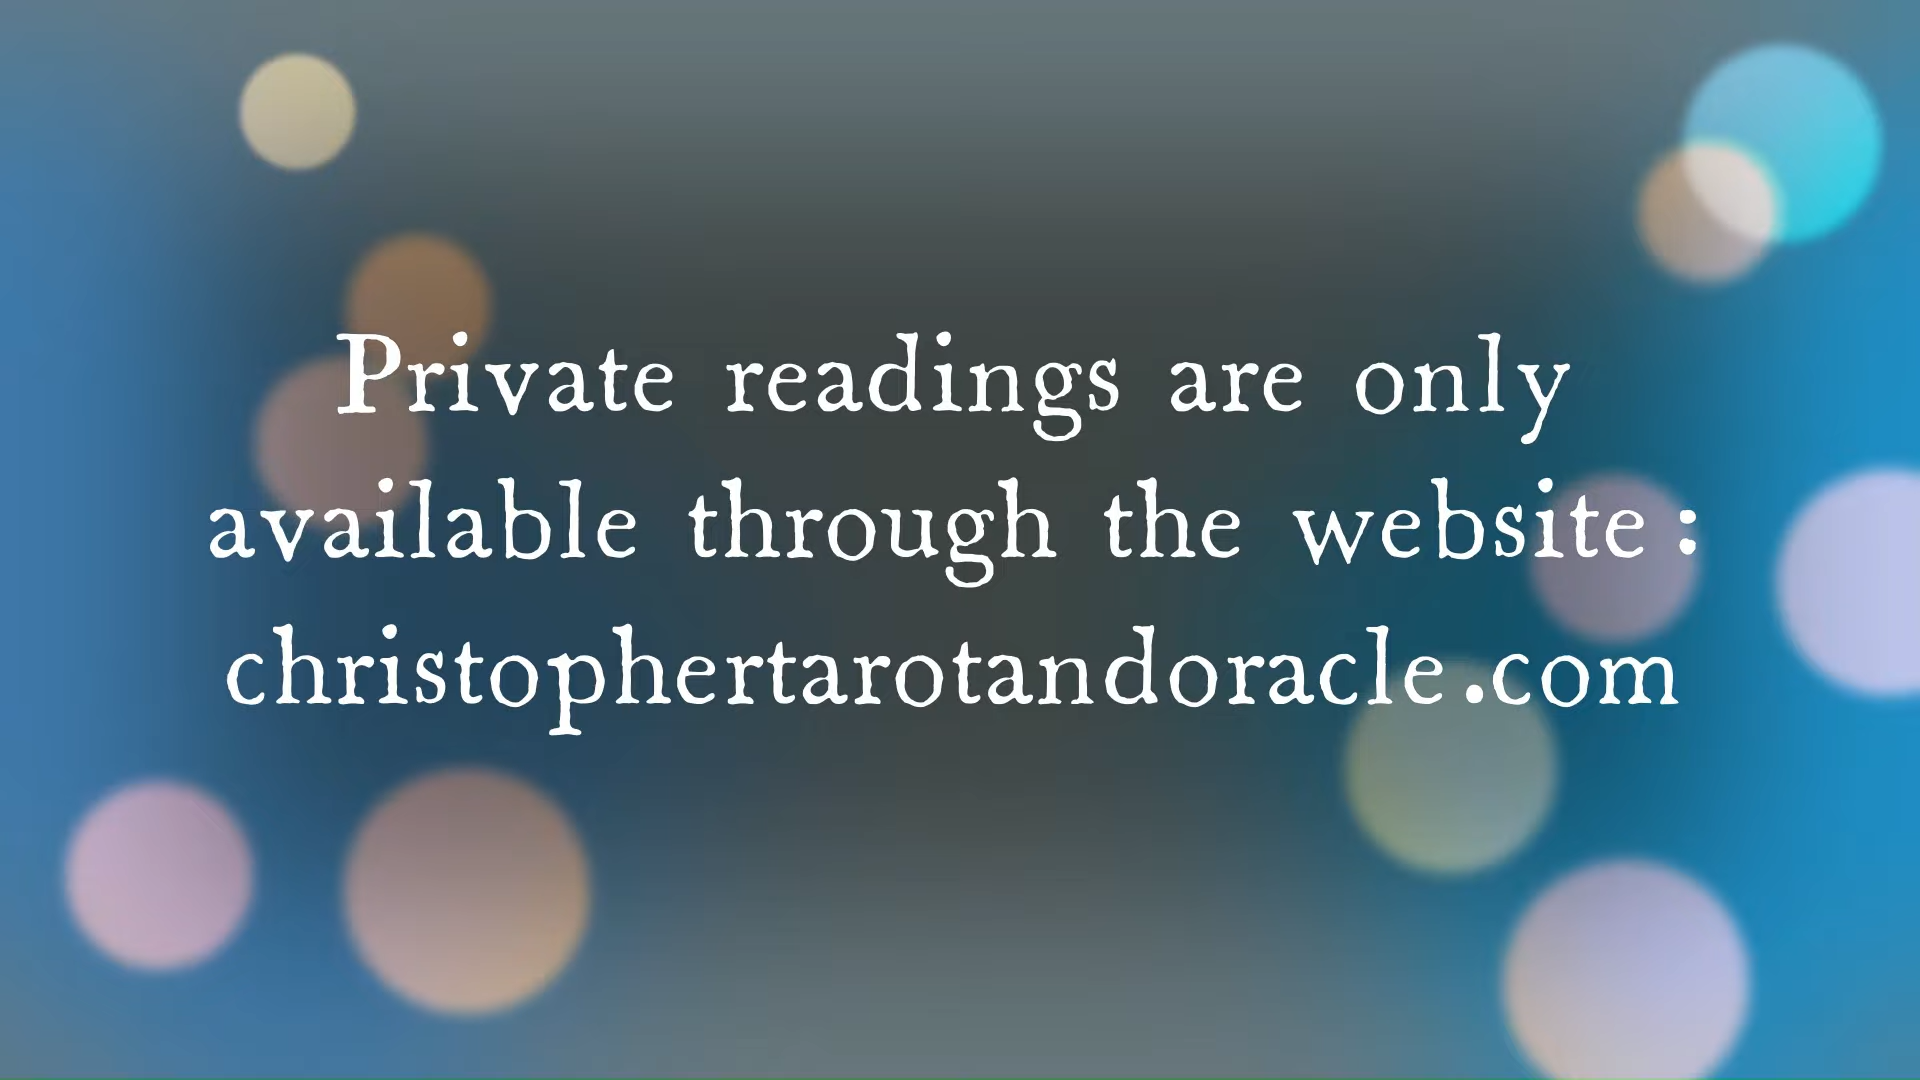 Private readings are only
available through the website:
christophertarotandoracle.com